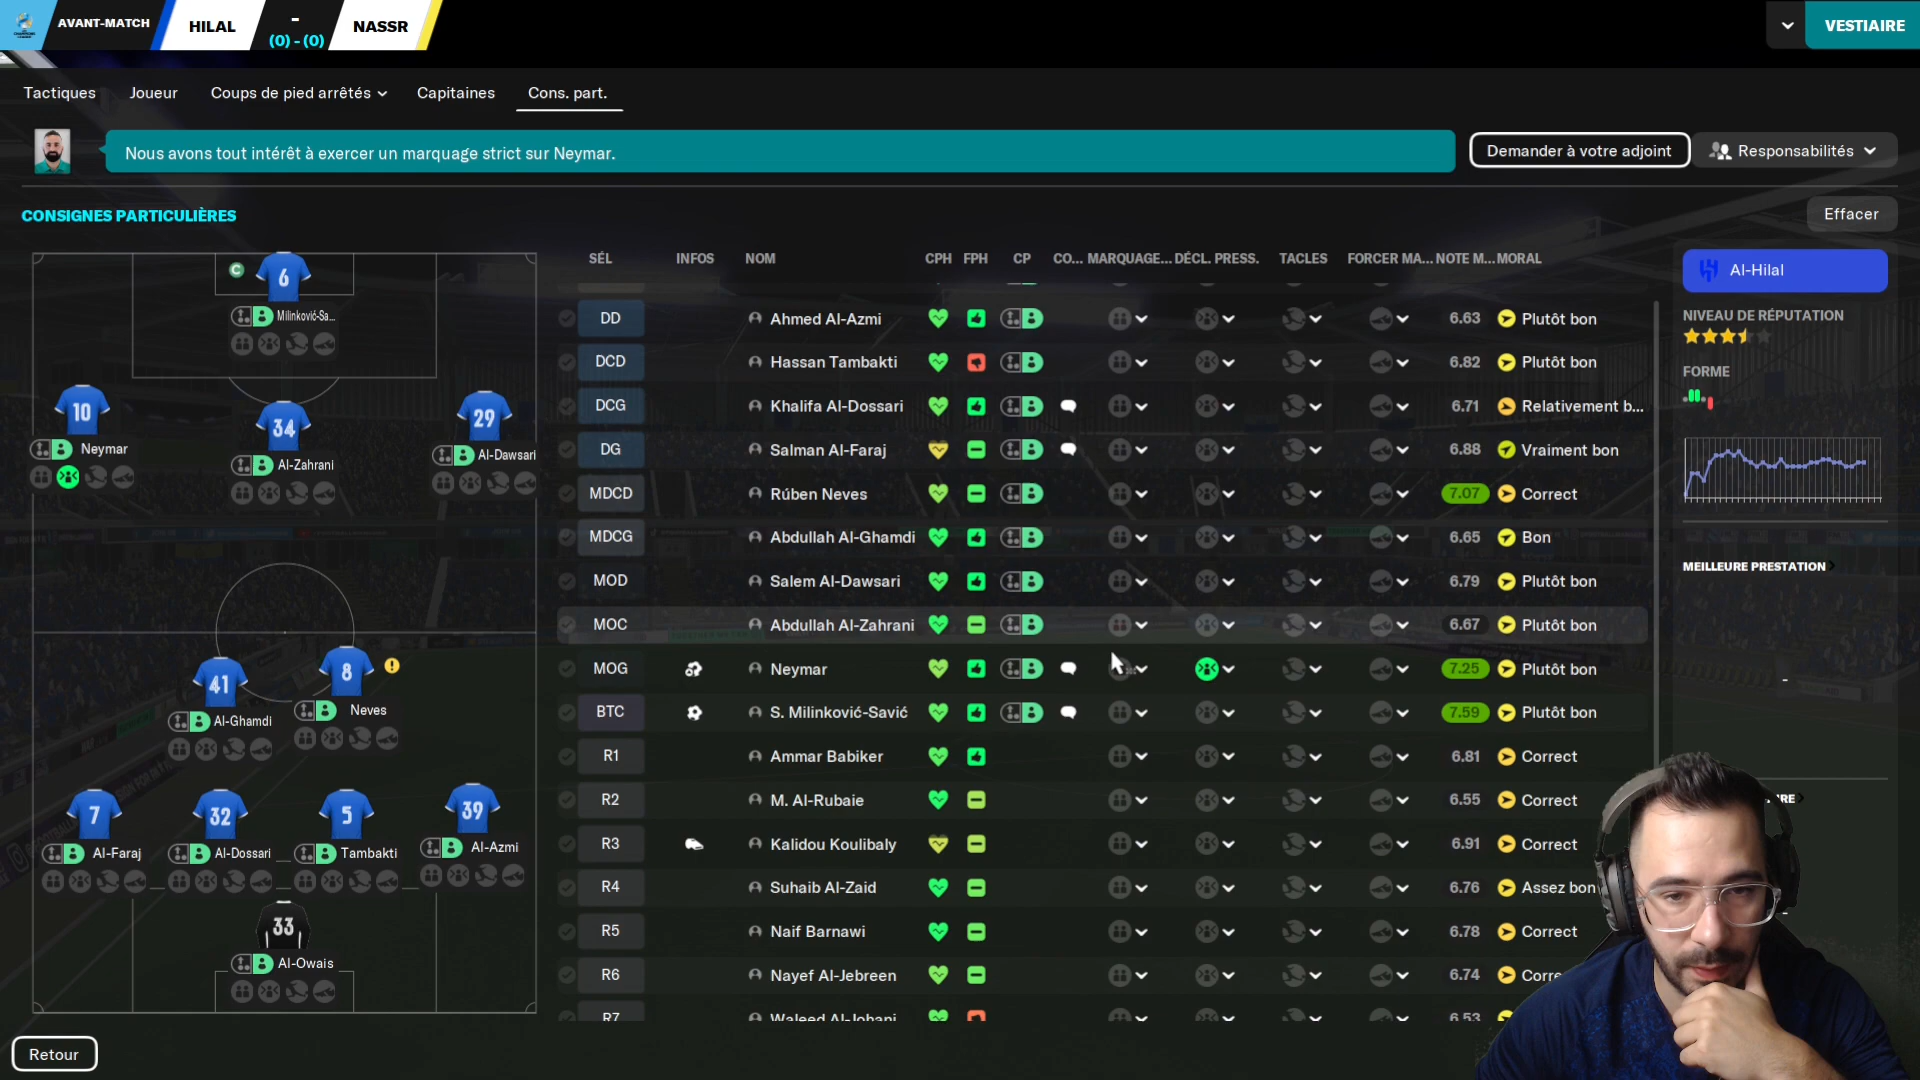 AVANT-MATCH
HILAL
-
(0) - (0)
NASSR
VESTIAIRE
Tactiques
Joueur
Coups de pied arrêtés
Capitaines
Cons. part.
Nous avons tout intérêt à exercer un marquage strict sur Neymar.
Demander à votre adjoint
Responsabilités
CONSIGNES PARTICULIÈRES
Effacer
C
6
Milinković-Sa...
10
Neymar
34
Al-Zahrani
29
Al-Dawsari
41
Al-Ghamdi
8
Neves
7
Al-Faraj
32
Al-Dossari
5
Tambakti
39
Al-Azmi
33
Al-Owais
SÉL INFOS NOM CPH FPH CP CO... MARQUAGE... DÉCL. PRESS. TACLES FORCER MA... NOTE M... MORAL
DD Ahmed Al-Azmi 6.63 Plutôt bon
DCD Hassan Tambakti 6.82 Plutôt bon
DCG Khalifa Al-Dossari 6.71 Relativement b...
DG Salman Al-Faraj 6.88 Vraiment bon
MDCD Rúben Neves 7.07 Correct
MDCG Abdullah Al-Ghamdi 6.65 Bon
MOD Salem Al-Dawsari 6.79 Plutôt bon
MOC Abdullah Al-Zahrani 6.67 Plutôt bon
MOG Neymar 7.25 Plutôt bon
BTC S. Milinković-Savić 7.59 Plutôt bon
R1 Ammar Babiker 6.81 Correct
R2 M. Al-Rubaie 6.55 Correct
R3 Kalidou Koulibaly 6.91 Correct
R4 Suhaib Al-Zaid 6.76 Assez bon
R5 Naif Barnawi 6.78 Correct
R6 Nayef Al-Jebreen 6.74 Corre
R7 Waleed Al-Johani 6.53
Al-Hilal
NIVEAU DE RÉPUTATION
FORME
MEILLEURE PRESTATION
-
Retour